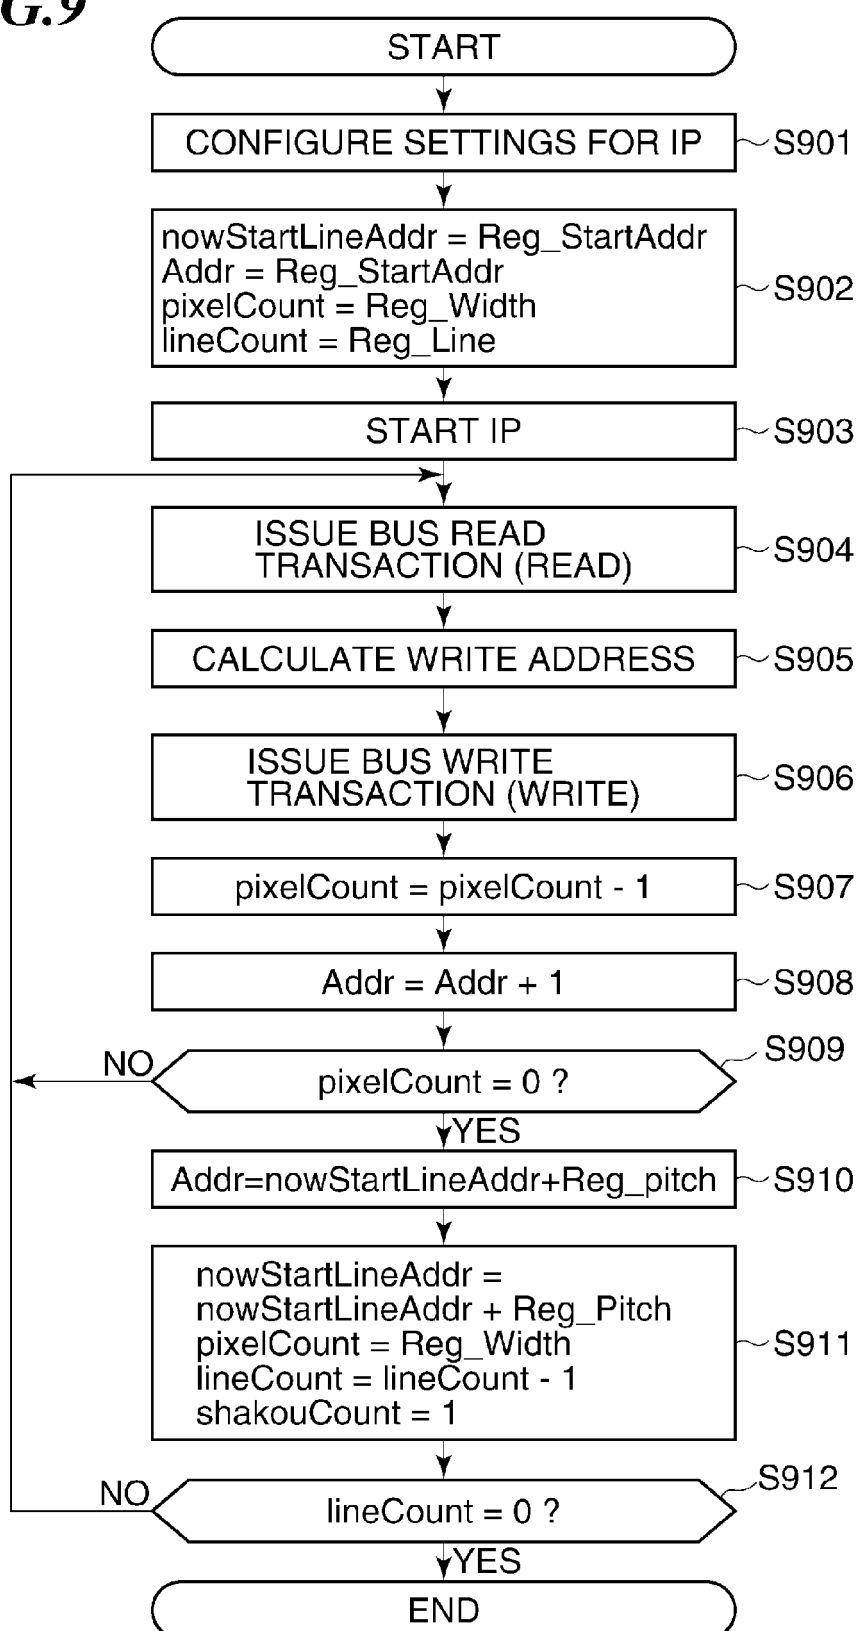 G.9
START
CONFIGURE SETTINGS FOR IP
S901
nowStartLineAddr = Reg_StartAddr
Addr = Reg_StartAddr
pixelCount = Reg_Width
lineCount = Reg_Line
S902
START IP
S903
ISSUE BUS READ
TRANSACTION (READ)
S904
CALCULATE WRITE ADDRESS
S905
ISSUE BUS WRITE
TRANSACTION (WRITE)
S906
pixelCount = pixelCount - 1
S907
Addr = Addr + 1
S908
S909
NO
pixelCount = 0 ?
YES
Addr=nowStartLineAddr+Reg_pitch
S910
nowStartLineAddr =
nowStartLineAddr + Reg_Pitch
pixelCount = Reg_Width
lineCount = lineCount - 1
shakouCount = 1
S911
S912
NO
lineCount = 0 ?
YES
END